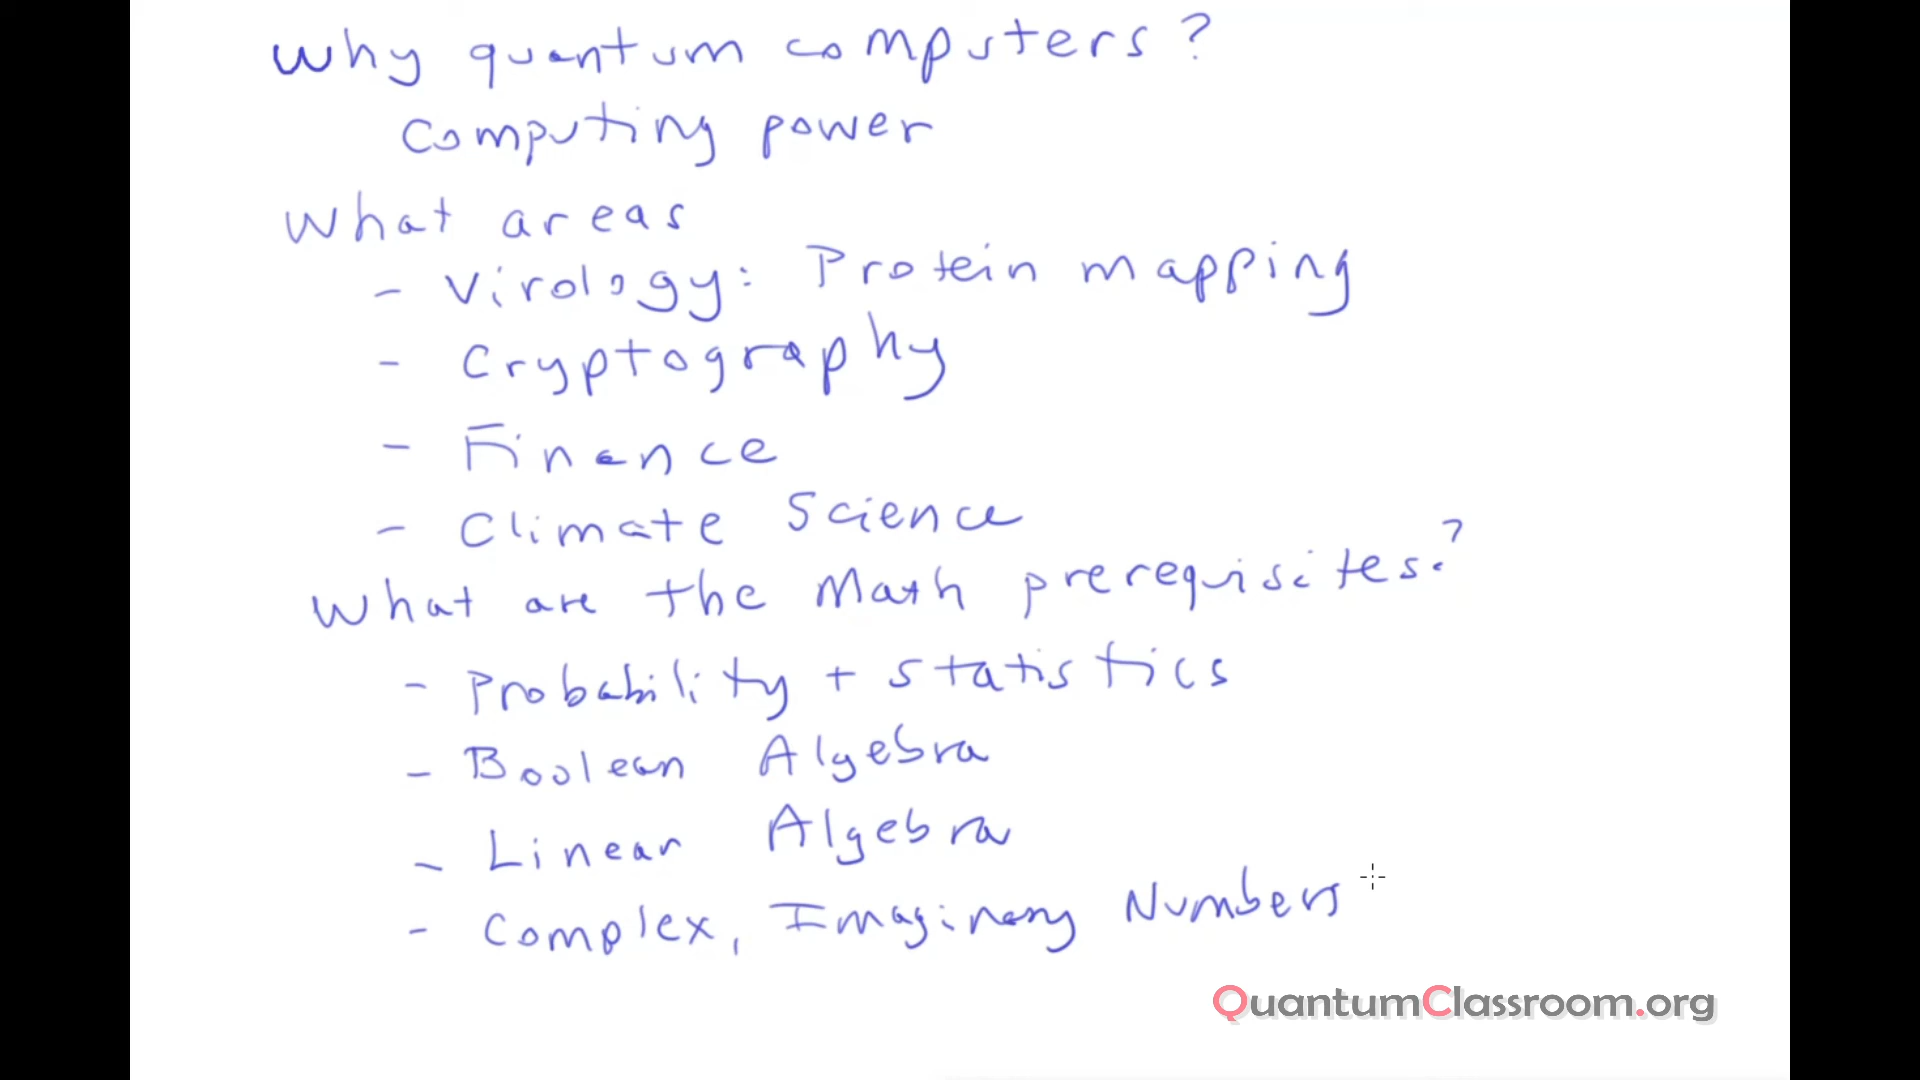 Why quantum computers?
Computing power
What areas
- Virology: Protein mapping
- Cryptography
- Finance
- Climate Science
What are the Math prerequisites?
- Probability + Statistics
- Boolean Algebra
- Linear Algebra
- Complex, Imaginary Numbers
QuantumClassroom.org